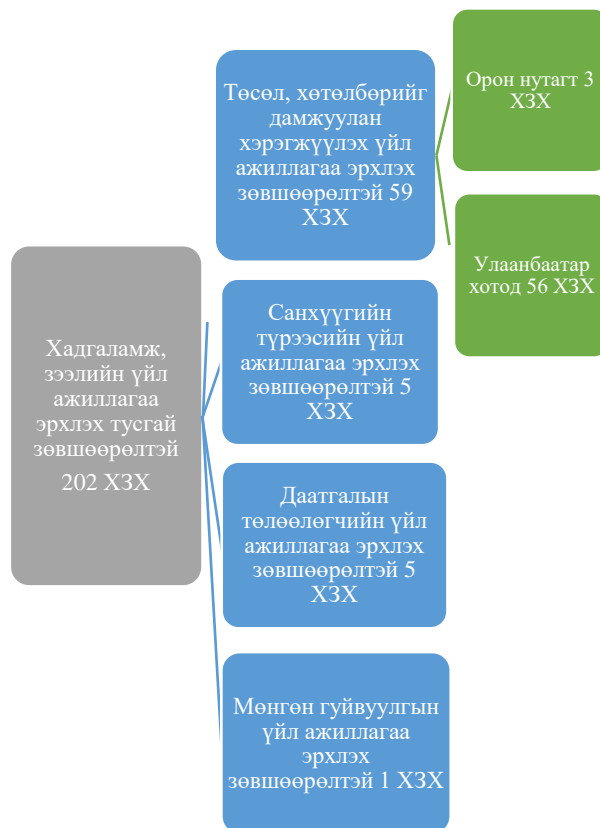 Хадгаламж,
зээлийн үйл
ажиллагаа
эрхлэх тусгай
зөвшөөрөлтэй
202 ХЗХ
Төсөл, хөтөлбөрийг
дамжуулан
хэрэгжүүлэх үйл
ажиллагаа эрхлэх
зөвшөөрөлтэй 59
ХЗХ
Орон нутагт 3
ХЗХ
Улаанбаатар
хотод 56 ХЗХ
Санхүүгийн
түрээсийн үйл
ажиллагаа эрхлэх
зөвшөөрөлтэй 5
ХЗХ
Даатгалын
төлөөлөгчийн үйл
ажиллагаа эрхлэх
зөвшөөрөлтэй 5
ХЗХ
Мөнгөн гуйвуулгын
үйл ажиллагаа
эрхлэх
зөвшөөрөлтэй 1 ХЗХ